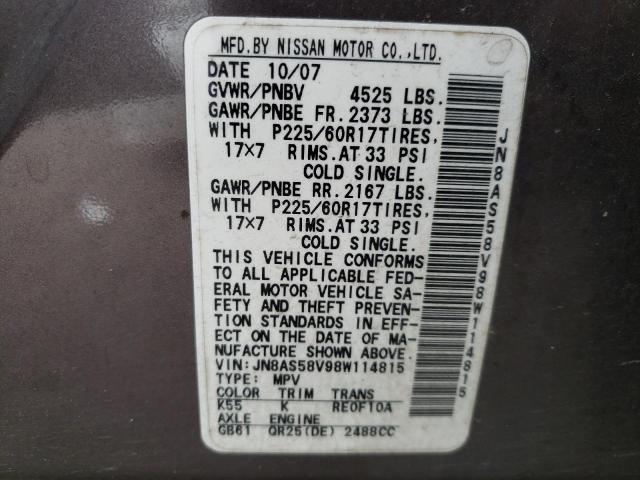 MFD.BY NISSAN MOTOR CO.,LTD.
DATE 10/07
GVWR/PNBV 4525 LBS.
GAWR/PNBE FR.2373 LBS.
WITH P225/60R17TIRES,
17×7 RIMS.AT 33 PSI
COLD SINGLE.
GAWR/PNBE RR.2167 LBS.
WITH P225/60R17TIRES,
17×7 RIMS.AT 33 PSI
COLD SINGLE.
THIS VEHICLE CONFORMS
TO ALL APPLICABLE FED-
ERAL MOTOR VEHICLE SA-
FETY AND THEFT PREVEN-
TION STANDARDS IN EFF-
ECT ON THE DATE OF MA-
NUFACTURE SHOWN ABOVE.
VIN:JN8AS58V98W114815
TYPE: MPV
COLOR TRIM TRANS
K55 K RE0F10A
AXLE ENGINE
GB61 QR25(DE) 2488CC
JN8AS58V98W114815